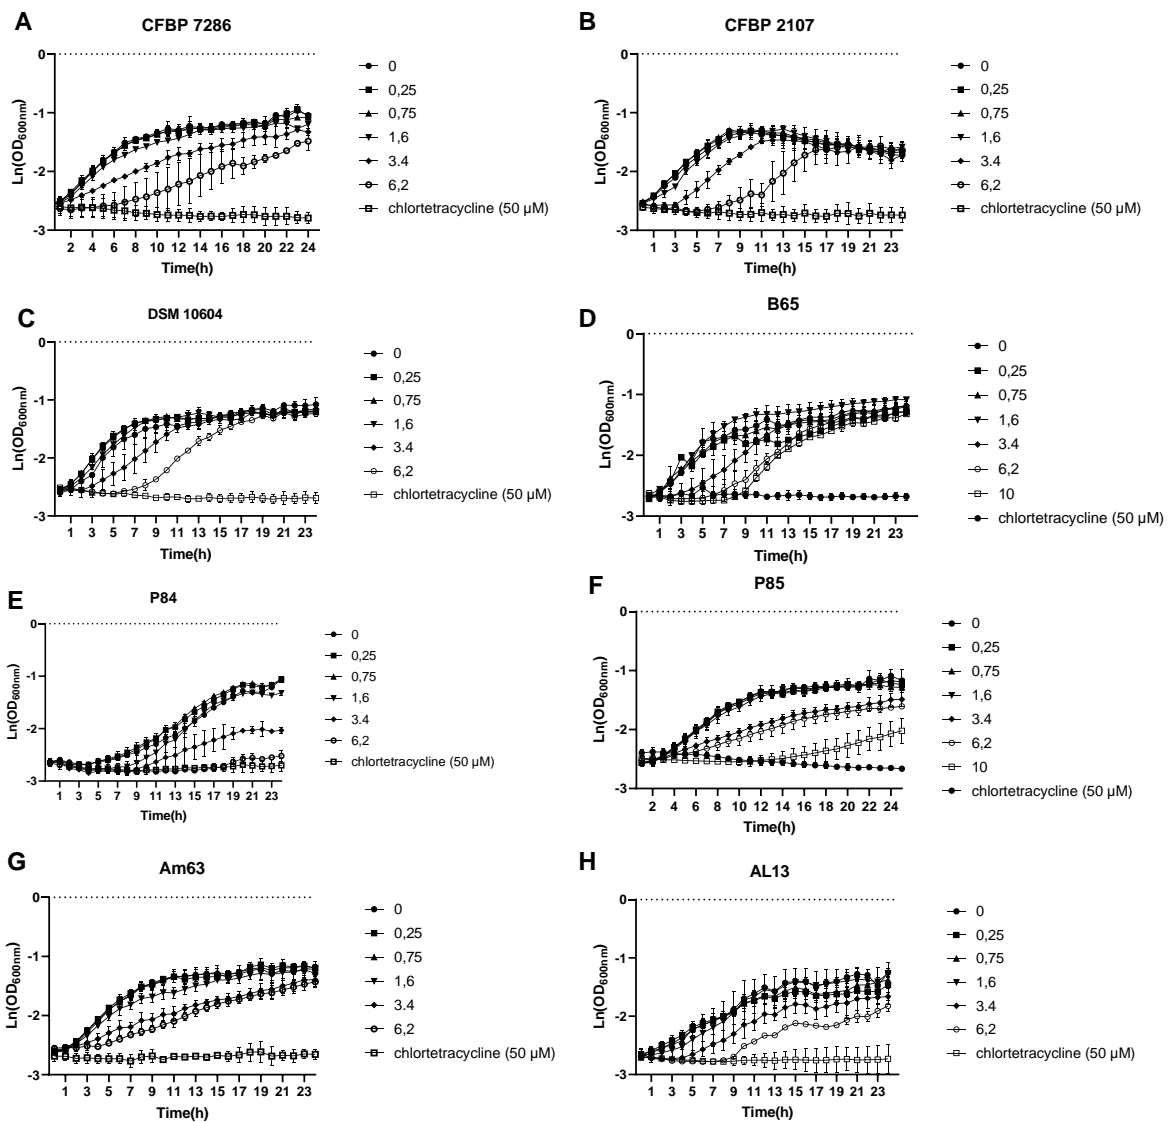 A
CFBP 7286
Ln(OD600nm)
0
-1
-2
-3
2 4 6 8 10 12 14 16 18 20 22 24
Time(h)
0
0,25
0,75
1,6
3.4
6,2
chlortetracycline (50 µM)
B
CFBP 2107
Ln(OD600nm)
0
-1
-2
-3
1 3 5 7 9 11 13 15 17 19 21 23
Time(h)
0
0,25
0,75
1,6
3.4
6,2
chlortetracycline (50 µM)
C
DSM 10604
Ln(OD600nm)
0
-1
-2
-3
1 3 5 7 9 11 13 15 17 19 21 23
Time(h)
0
0,25
0,75
1,6
3.4
6,2
chlortetracycline (50 µM)
D
B65
Ln(OD600nm)
0
-1
-2
-3
1 3 5 7 9 11 13 15 17 19 21 23
Time(h)
0
0,25
0,75
1,6
3.4
6,2
10
chlortetracycline (50 µM)
E
P84
Ln(OD600nm)
0
-1
-2
-3
1 3 5 7 9 11 13 15 17 19 21 23
Time(h)
0
0,25
0,75
1,6
3.4
6,2
chlortetracycline (50 µM)
F
P85
Ln(OD600nm)
0
-1
-2
-3
2 4 6 8 10 12 14 16 18 20 22 24
Time(h)
0
0,25
0,75
1,6
3.4
6,2
10
chlortetracycline (50 µM)
G
Am63
Ln(OD600nm)
0
-1
-2
-3
1 3 5 7 9 11 13 15 17 19 21 23
Time(h)
0
0,25
0,75
1,6
3.4
6,2
chlortetracycline (50 µM)
H
AL13
Ln(OD600nm)
0
-1
-2
-3
1 3 5 7 9 11 13 15 17 19 21 23
Time(h)
0
0,25
0,75
1,6
3.4
6,2
chlortetracycline (50 µM)